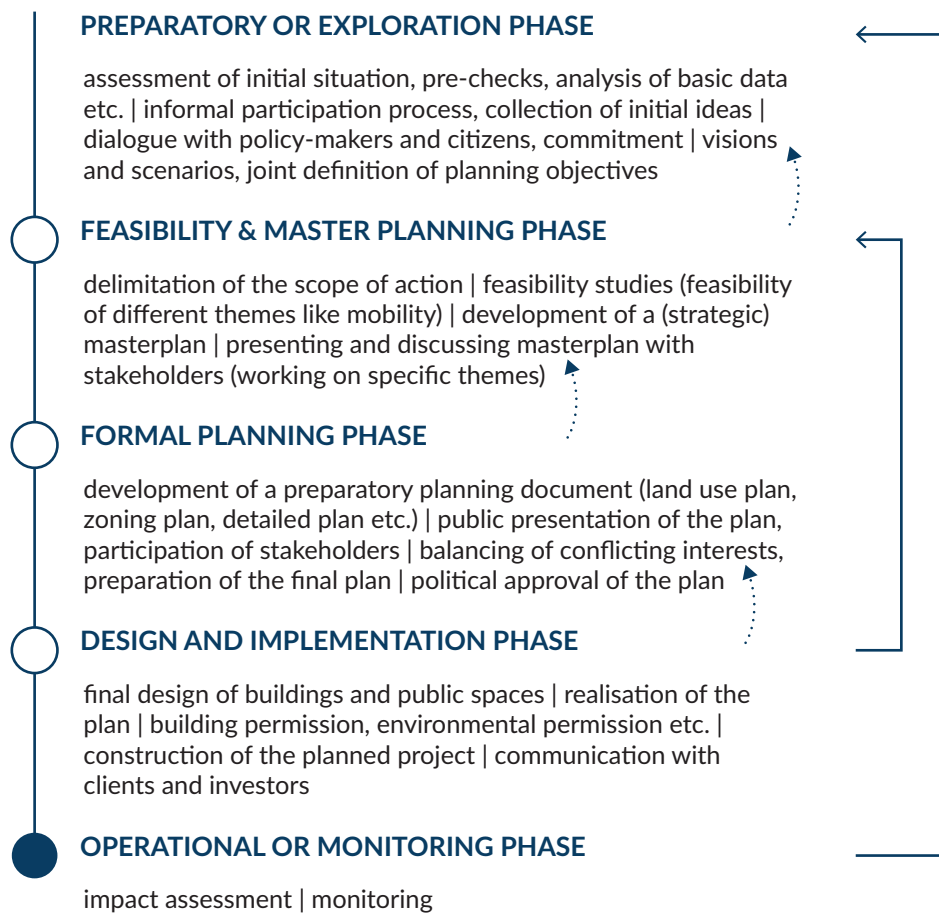 PREPARATORY OR EXPLORATION PHASE
assessment of initial situation, pre-checks, analysis of basic data
etc. | informal participation process, collection of initial ideas |
dialogue with policy-makers and citizens, commitment | visions
and scenarios, joint definition of planning objectives
FEASIBILITY & MASTER PLANNING PHASE
delimitation of the scope of action | feasibility studies (feasibility
of different themes like mobility) | development of a (strategic)
masterplan | presenting and discussing masterplan with
stakeholders (working on specific themes)
FORMAL PLANNING PHASE
development of a preparatory planning document (land use plan,
zoning plan, detailed plan etc.) | public presentation of the plan,
participation of stakeholders | balancing of conflicting interests,
preparation of the final plan | political approval of the plan
DESIGN AND IMPLEMENTATION PHASE
final design of buildings and public spaces | realisation of the
plan | building permission, environmental permission etc. |
construction of the planned project | communication with
clients and investors
OPERATIONAL OR MONITORING PHASE
impact assessment | monitoring